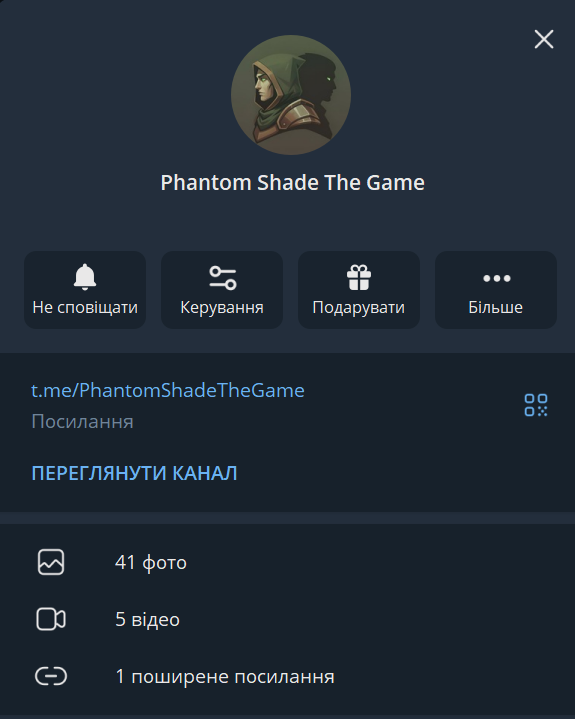 Phantom Shade The Game
Не сповіщати
Керування
Подарувати
Більше
t.me/PhantomShadeTheGame
Посилання
ПЕРЕГЛЯНУТИ КАНАЛ
41 фото
5 відео
1 поширене посилання